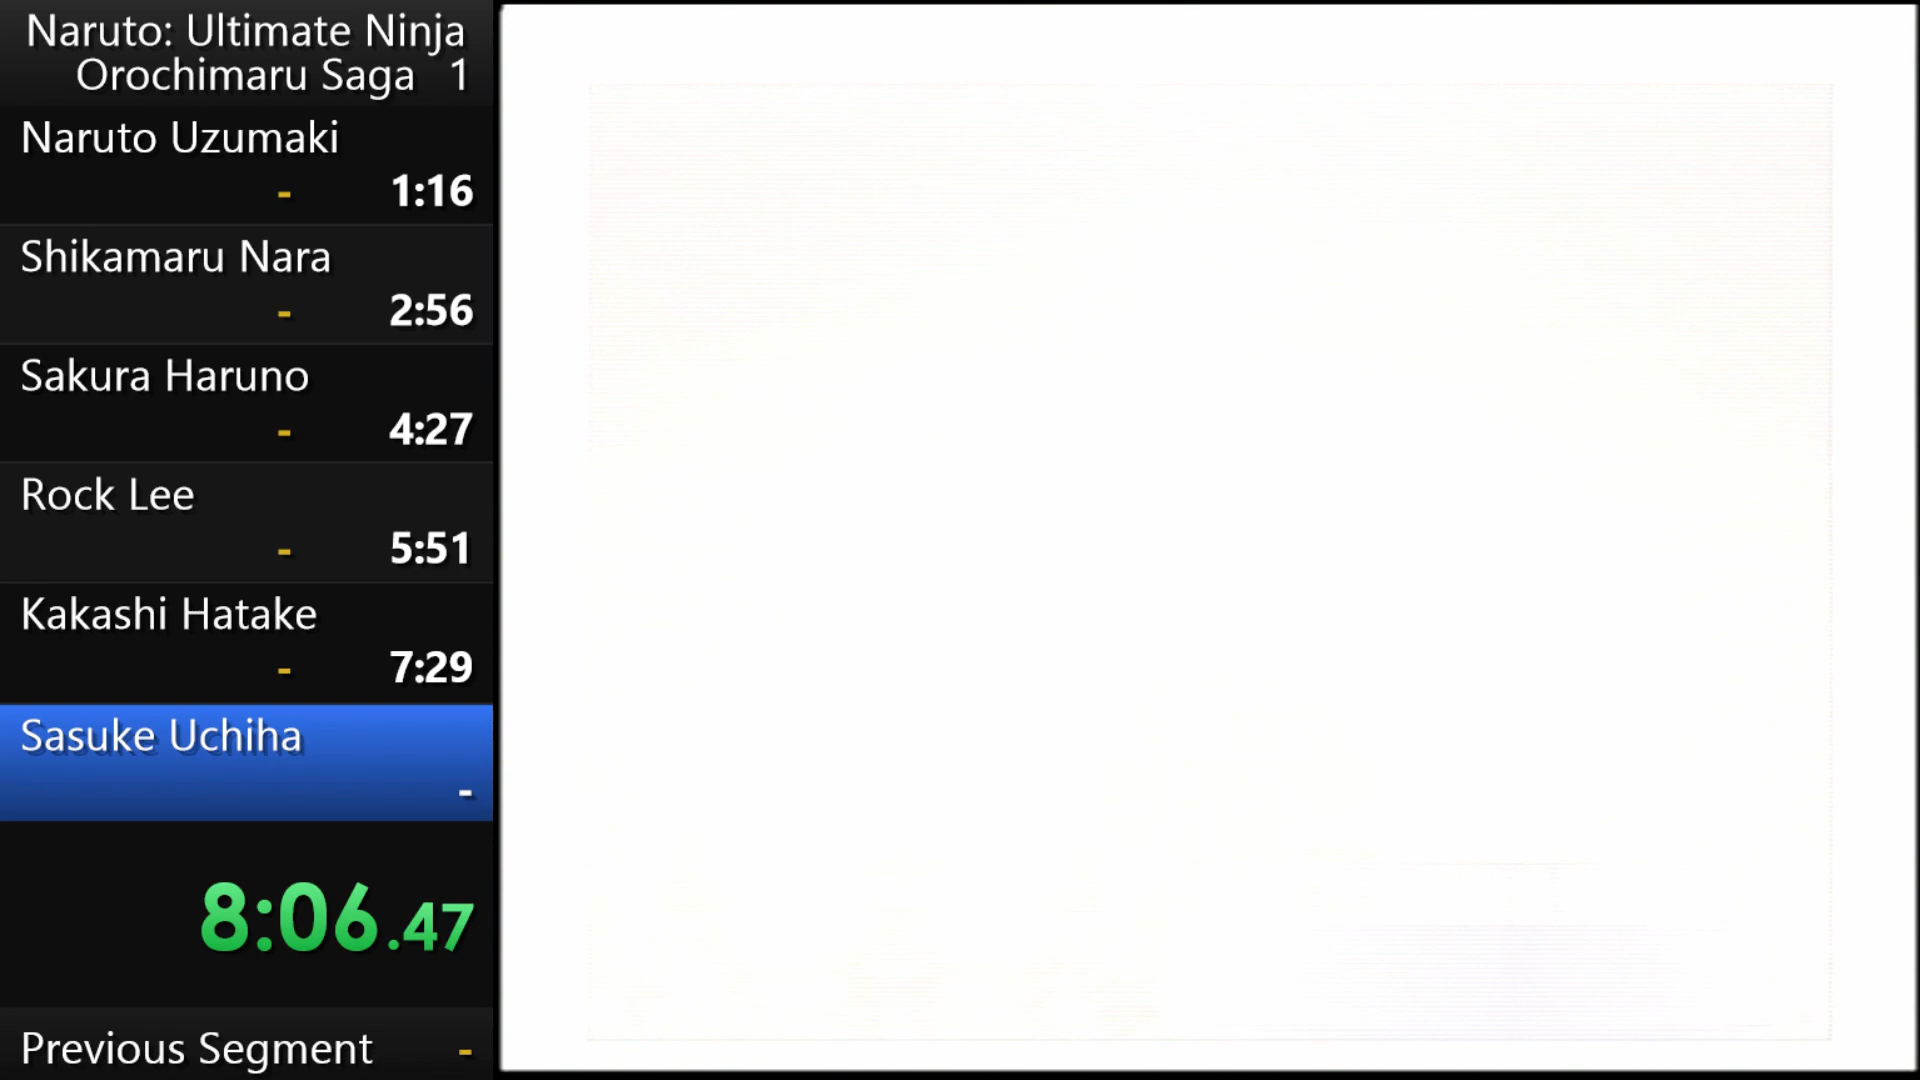 Naruto: Ultimate Ninja
Orochimaru Saga 1
Naruto Uzumaki
- 1:16
Shikamaru Nara
- 2:56
Sakura Haruno
- 4:27
Rock Lee
- 5:51
Kakashi Hatake
- 7:29
Sasuke Uchiha
-
8:06.47
Previous Segment -